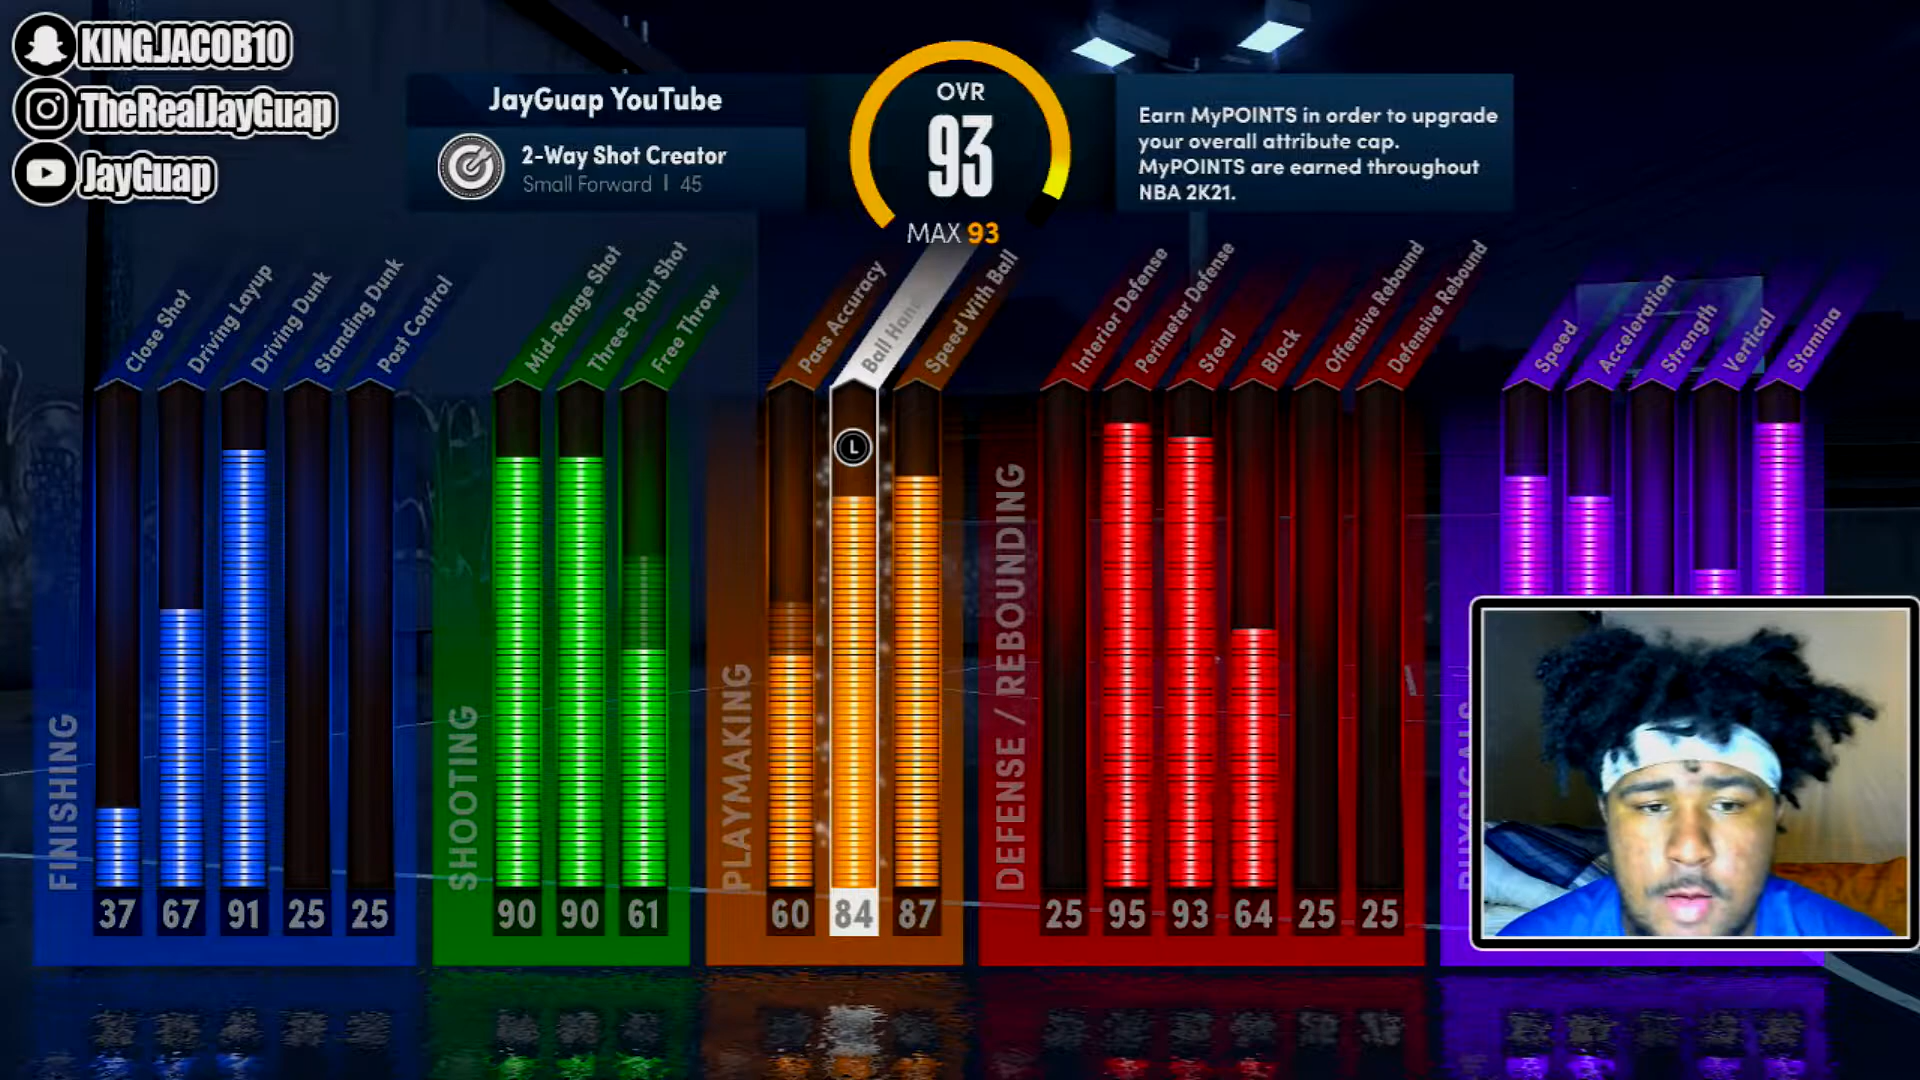 KINGJACOB10
TheRealJayGuap
JayGuap
JayGuap YouTube
2-Way Shot Creator
Small Forward | 45
OVR
93
MAX 93
Earn MyPOINTS in order to upgrade
your overall attribute cap.
MyPOINTS are earned throughout
NBA 2K21.
Close Shot
Driving Layup
Driving Dunk
Standing Dunk
Post Control
Mid-Range Shot
Three-Point Shot
Free Throw
Pass Accuracy
Ball
Speed With Ball
Interior Defense
Perimeter Defense
Steal
Block
Offensive Rebound
Defensive Rebound
Speed
Acceleration
Strength
Vertical
Stamina
L
FINISHING
SHOOTING
PLAYMAKING
DEFENSE / REBOUNDING
37 67 91 25 25
90 90 61
60 84 87
25 95 93 64 25 25